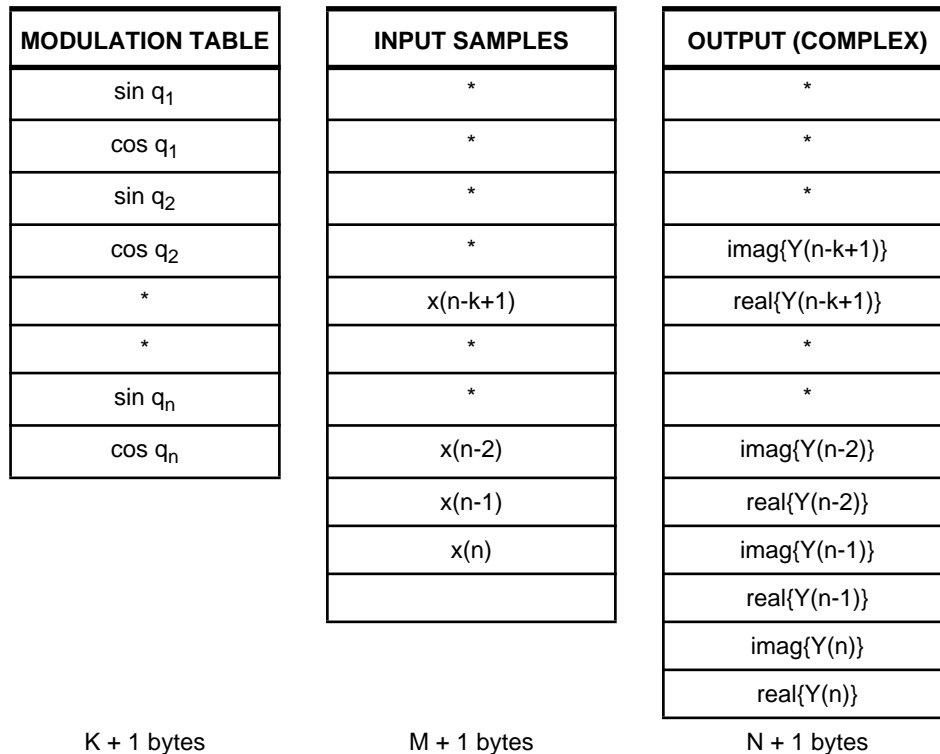 MODULATION TABLE
sin q1
cos q1
sin q2
cos q2
*
*
sin qn
cos qn
K + 1 bytes
INPUT SAMPLES
*
*
*
*
x(n-k+1)
*
*
x(n-2)
x(n-1)
x(n)
M + 1 bytes
OUTPUT (COMPLEX)
*
*
*
imag{Y(n-k+1)}
real{Y(n-k+1)}
*
*
imag{Y(n-2)}
real{Y(n-2)}
imag{Y(n-1)}
real{Y(n-1)}
imag{Y(n)}
real{Y(n)}
N + 1 bytes